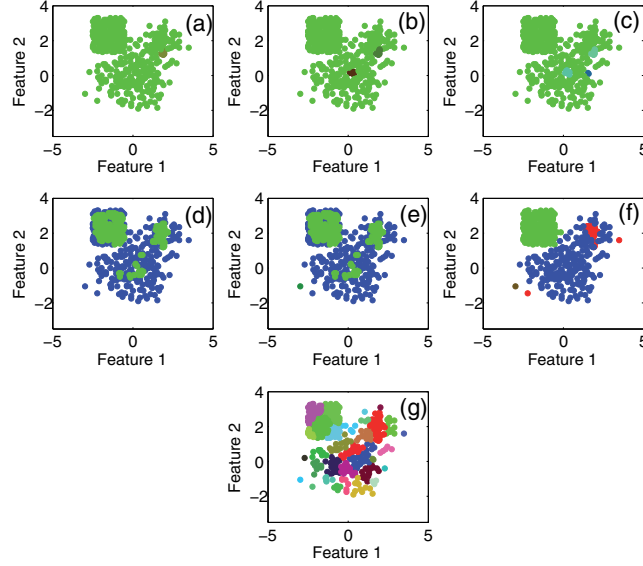 (a) (b) (c)
Feature 2 4 2 0 −2 Feature 2 4 2 0 −2 Feature 2 4 2 0 −2
−5 0 5 −5 0 5 −5 0 5
Feature 1 Feature 1 Feature 1
(d) (e) (f)
Feature 2 4 2 0 −2 Feature 2 4 2 0 −2 Feature 2 4 2 0 −2
−5 0 5 −5 0 5 −5 0 5
Feature 1 Feature 1 Feature 1
(g)
Feature 2 4 2 0 −2
−5 0 5
Feature 1